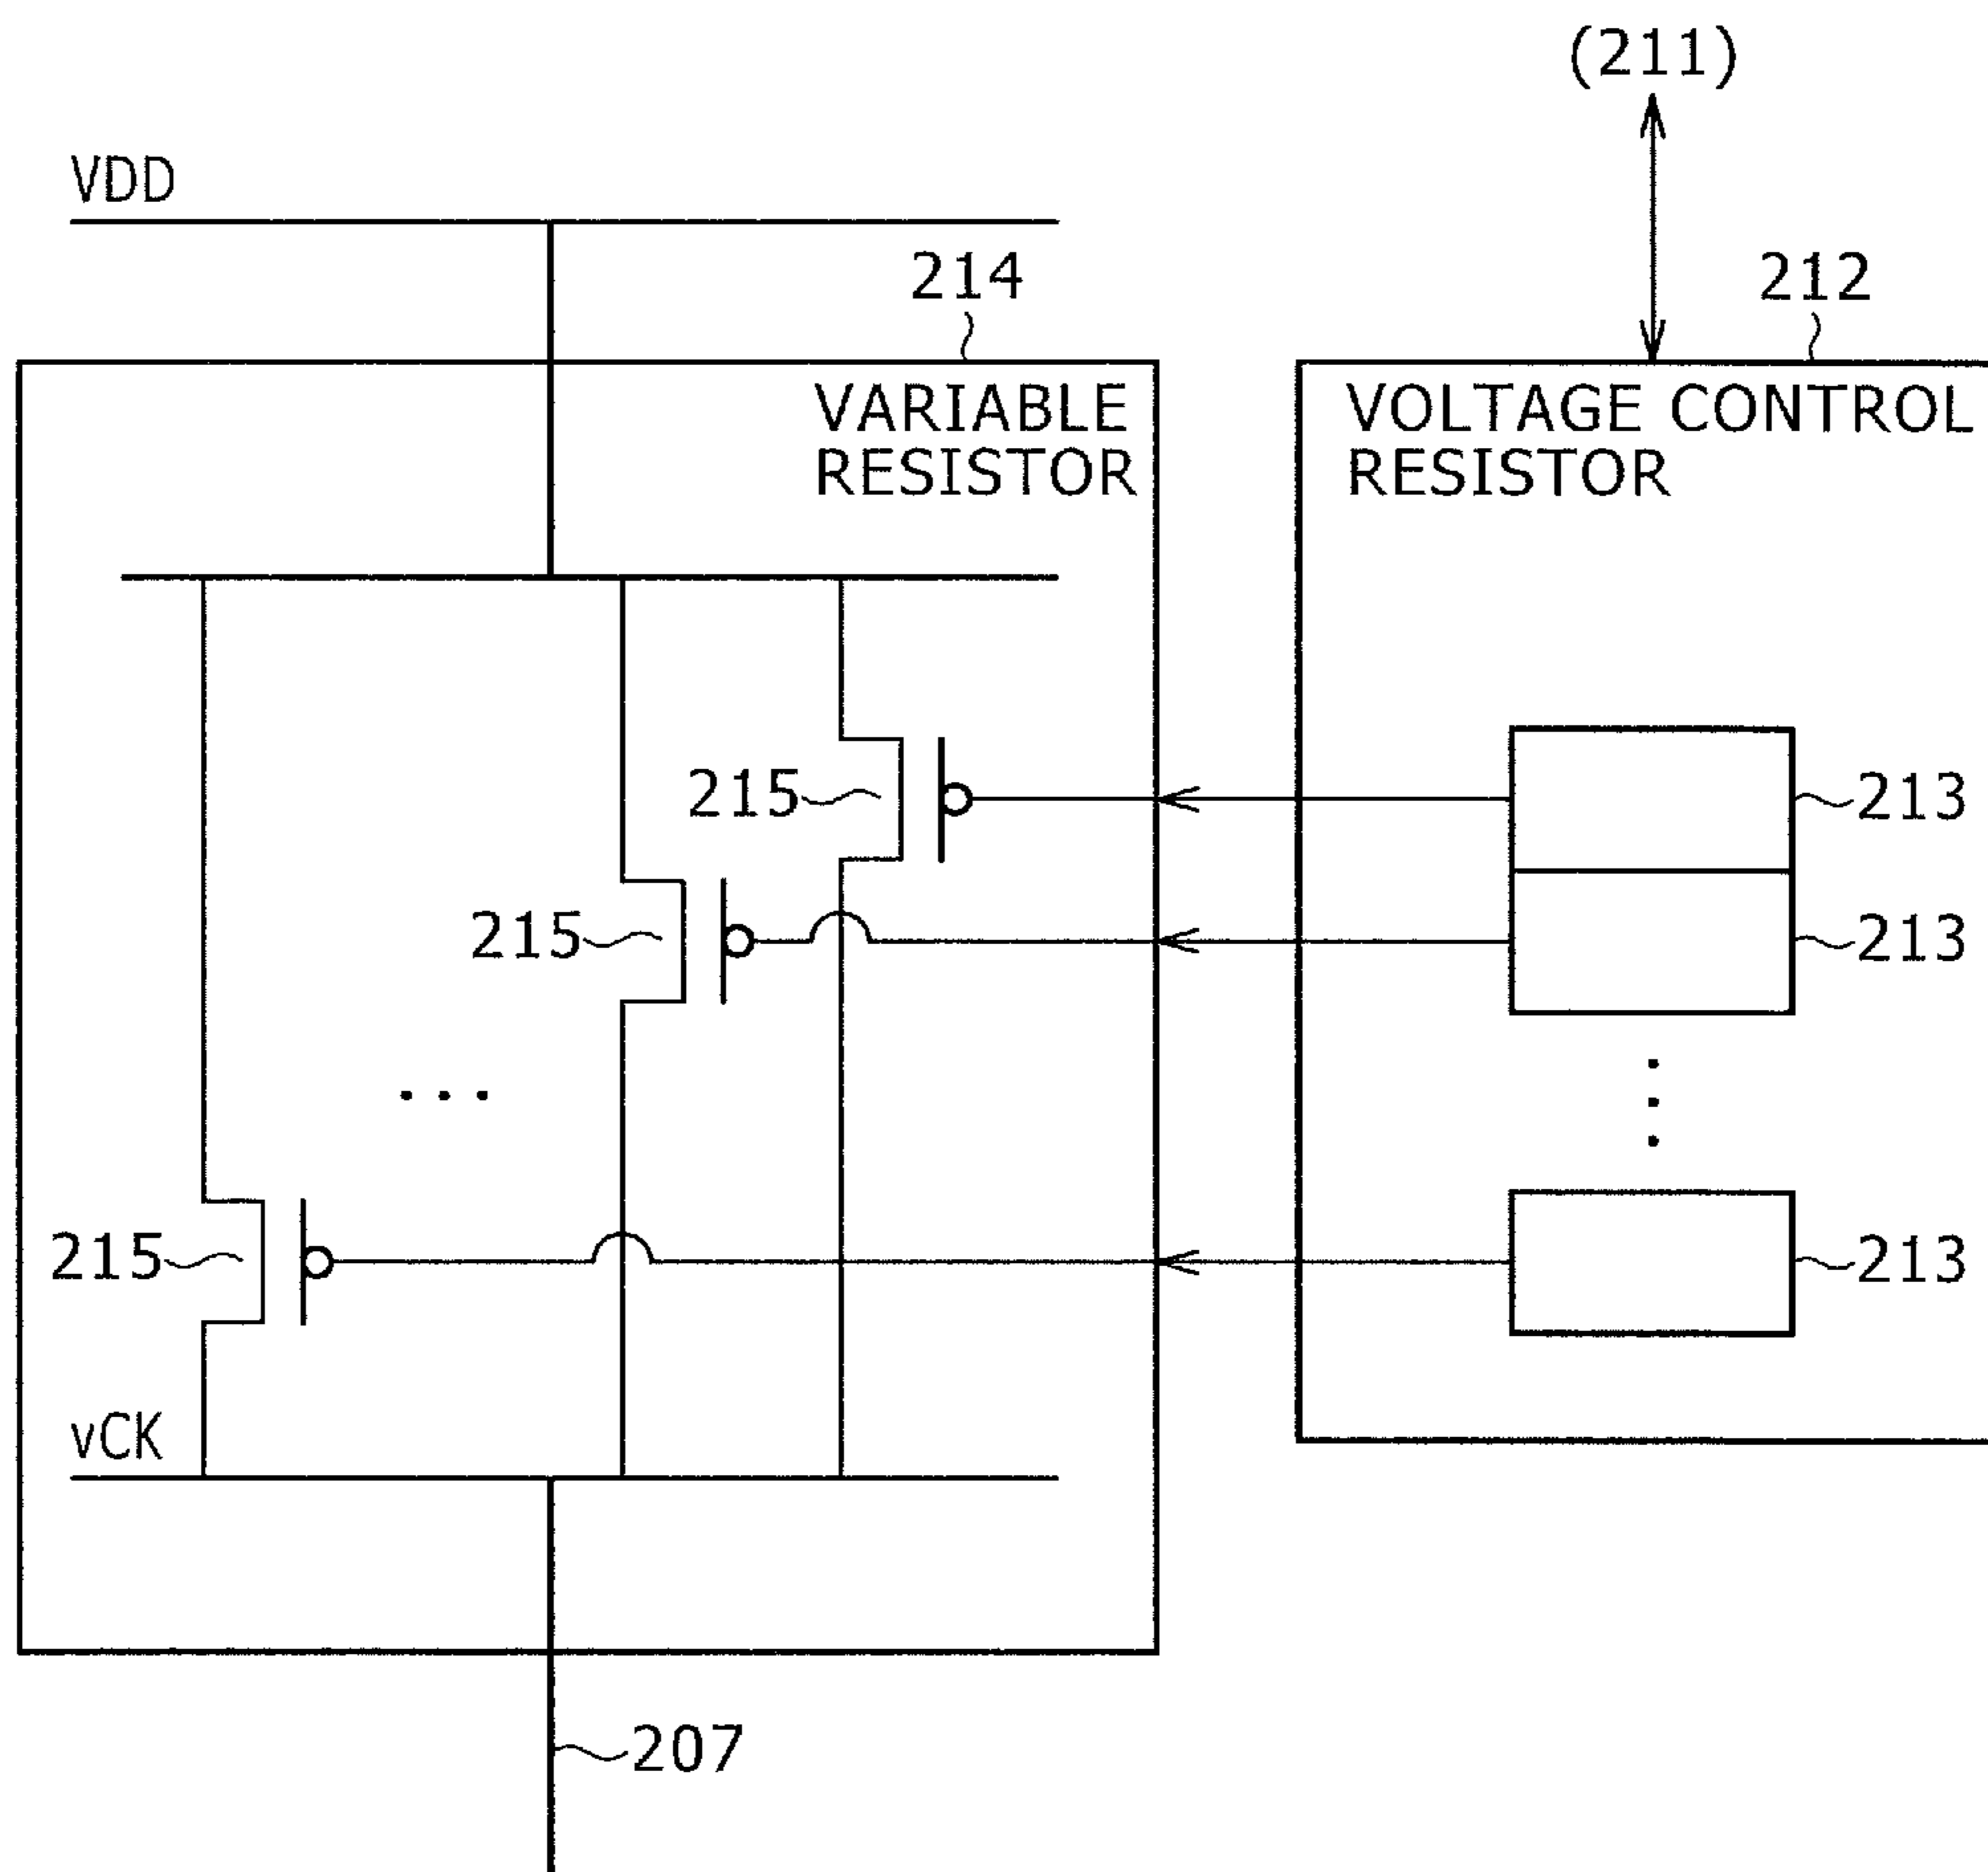 (211)
VDD
214
212
VARIABLE
RESISTOR
VOLTAGE CONTROL
RESISTOR
215
213
215
213
215
213
vCK
207